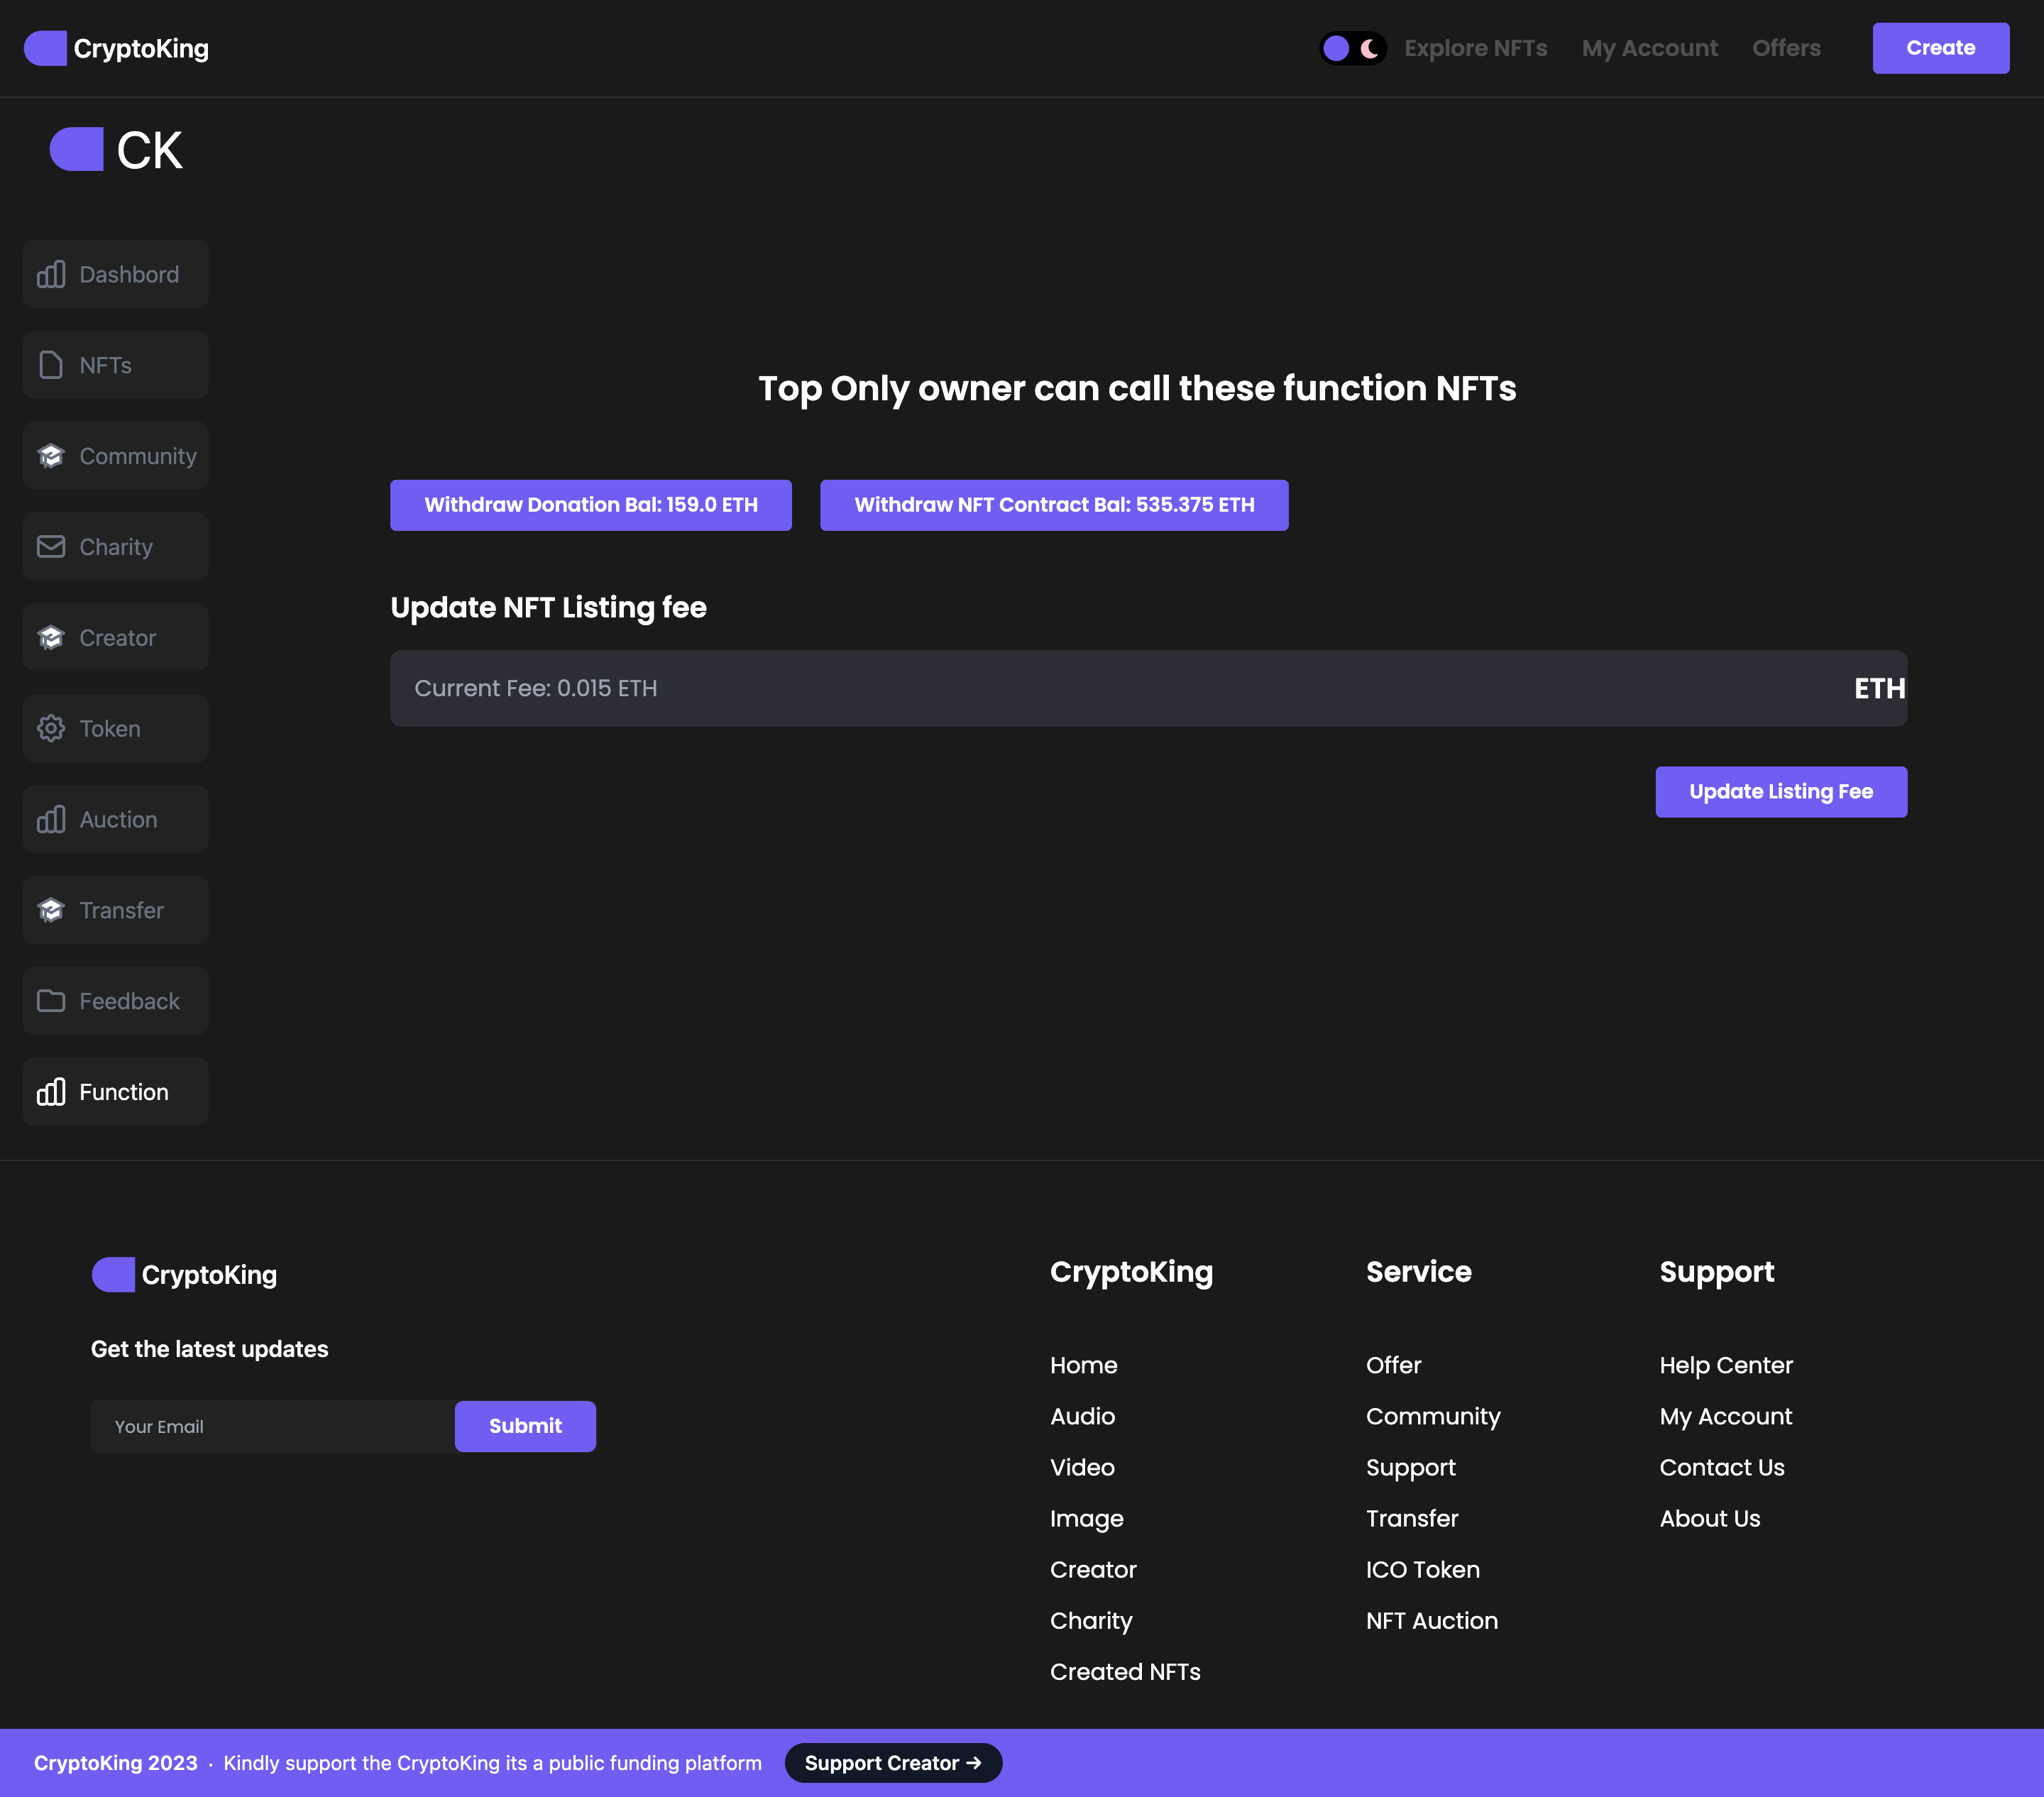 CryptoKing
Explore NFTs
My Account
Offers
Create
CK
Dashbord
NFTs
Community
Charity
Creator
Token
Auction
Transfer
Feedback
Function
Top Only owner can call these function NFTs
Withdraw Donation Bal: 159.0 ETH
Withdraw NFT Contract Bal: 535.375 ETH
Update NFT Listing fee
Current Fee: 0.015 ETH
ETH
Update Listing Fee
CryptoKing
Get the latest updates
Your Email
Submit
CryptoKing
Home
Audio
Video
Image
Creator
Charity
Created NFTs
Service
Offer
Community
Support
Transfer
ICO Token
NFT Auction
Support
Help Center
My Account
Contact Us
About Us
CryptoKing 2023 · Kindly support the CryptoKing its a public funding platform
Support Creator →